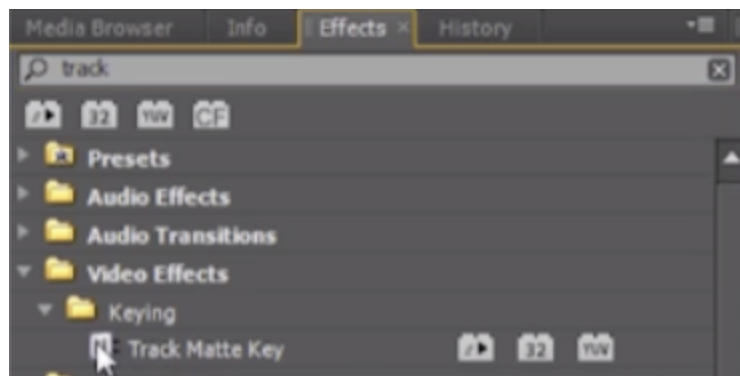 Media Browser Info Effects × History
track
32 YUV CF
Presets
Audio Effects
Audio Transitions
Video Effects
Keying
Track Matte Key 32 YUV